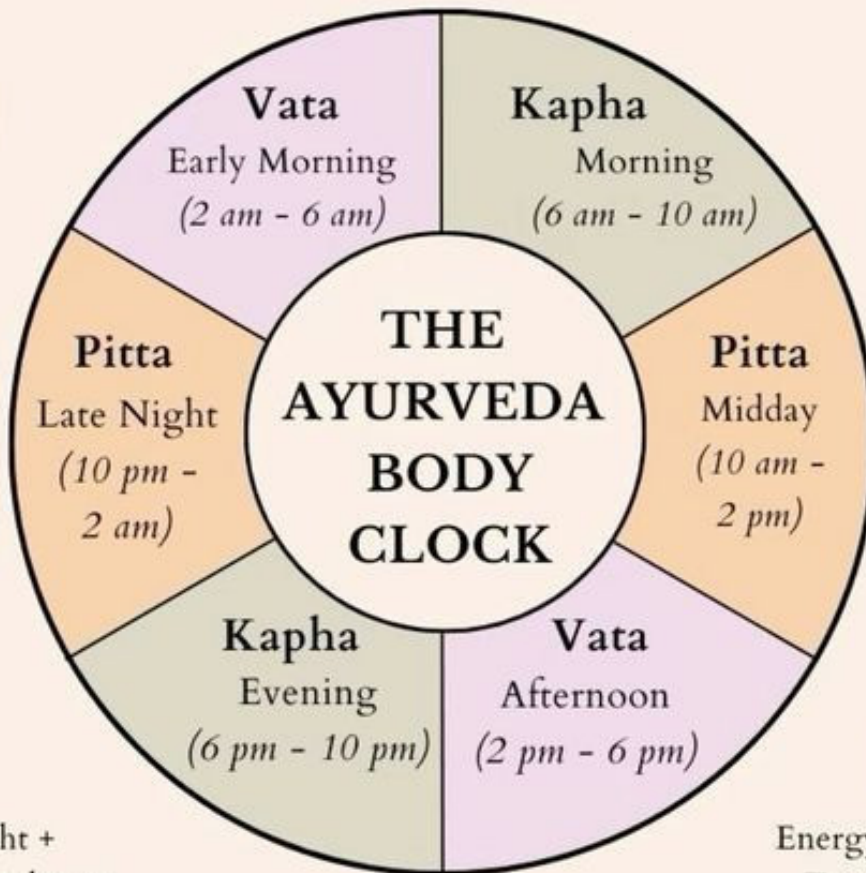 Vata
Early Morning
(2 am - 6 am)
Kapha
Morning
(6 am - 10 am)
Pitta
Late Night
(10 pm -
2 am)
THE
AYURVEDA
BODY
CLOCK
Pitta
Midday
(10 am -
2 pm)
Kapha
Evening
(6 pm - 10 pm)
Vata
Afternoon
(2 pm - 6 pm)
ht +
Energy